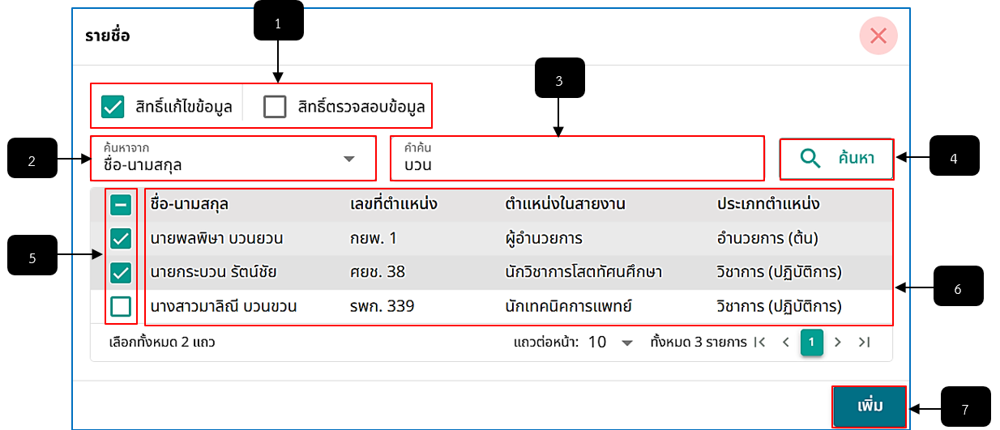 1
รายชื่อ
3
สิทธิ์แก้ไขข้อมูล สิทธิ์ตรวจสอบข้อมูล
2
ค้นหาจาก
ชื่อ-นามสกุล
คำค้น
บวน
ค้นหา
4
ชื่อ-นามสกุล เลขที่ตำแหน่ง ตำแหน่งในสายงาน ประเภทตำแหน่ง
นายพลพิษา บวนยวน กยพ. 1 ผู้อำนวยการ อำนวยการ (ต้น)
5
นายกระบวน รัตน์ชัย ศยช. 38 นักวิชาการโสตทัศนศึกษา วิชาการ (ปฏิบัติการ)
6
นางสาวมาลิณี บวนขวน รพก. 339 นักเทคนิคการแพทย์ วิชาการ (ปฏิบัติการ)
เลือกทั้งหมด 2 แถว แถวต่อหน้า: 10 ทั้งหมด 3 รายการ 1
เพิ่ม
7